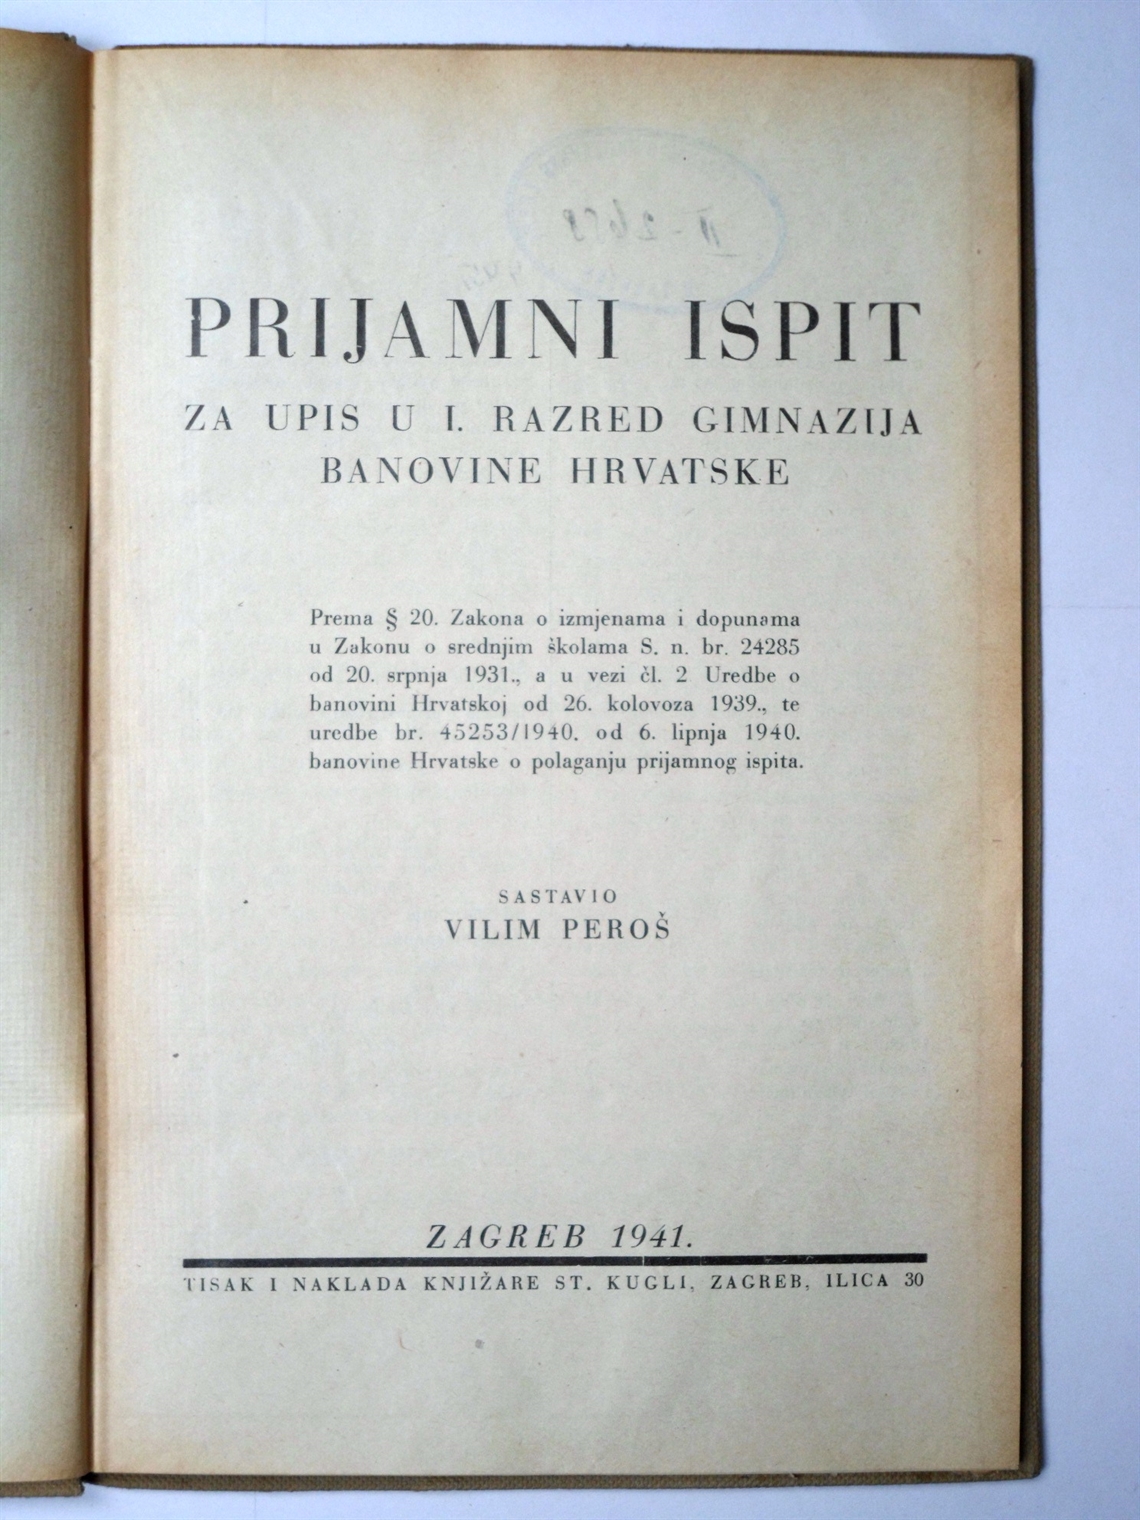 PRIJAMNI ISPIT
ZA UPIS U I. RAZRED GIMNAZIJA
BANOVINE HRVATSKE
Prema § 20. Zakona o izmjenama i dopunama
u Zakonu o srednjim školama S. n. br. 24285
od 20. srpnja 1931., a u vezi čl. 2 Uredbe o
banovini Hrvatskoj od 26. kolovoza 1939., te
uredbe br. 45253/1940. od 6. lipnja 1940.
banovine Hrvatske o polaganju prijamnog ispita.
SASTAVIO
VILIM PEROŠ
ZAGREB 1941.
TISAK I NAKLADA KNJIŽARE ST. KUGLI, ZAGREB, ILICA 30